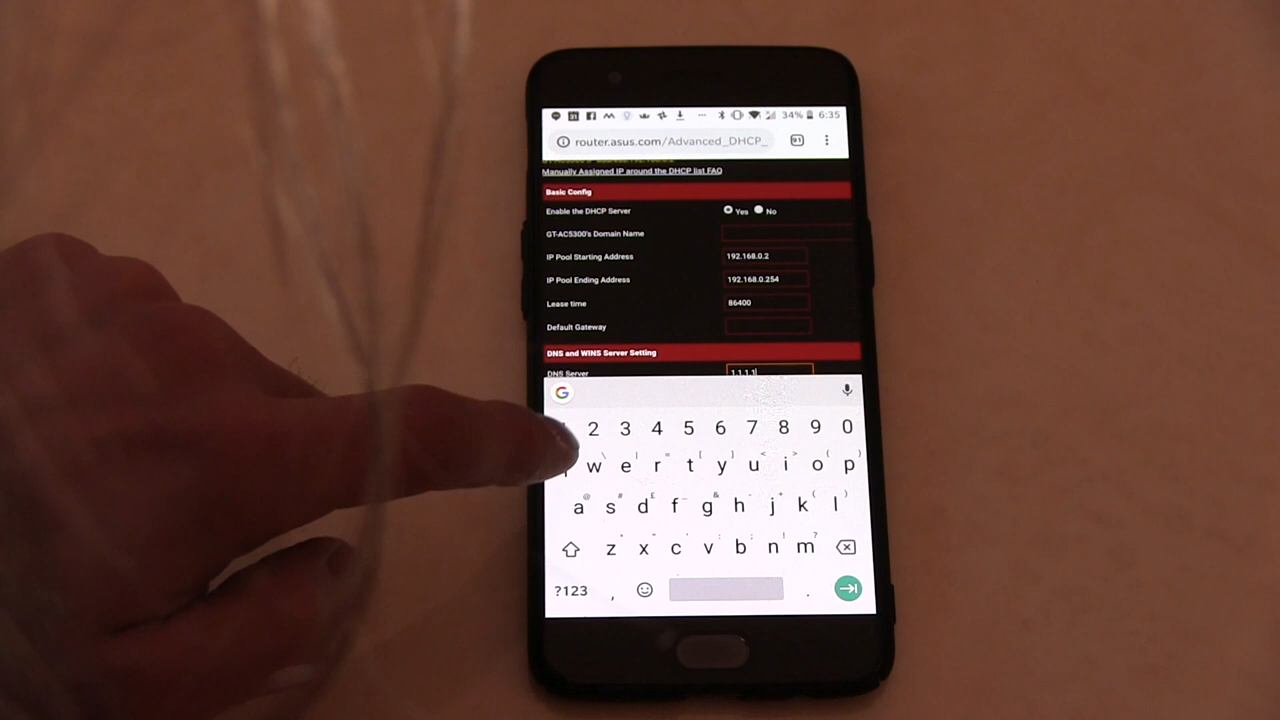 31 34% 6:35
router.asus.com/Advanced_DHCP_ 91
Manually Assigned IP around the DHCP list FAQ
Basic Config
Enable the DHCP Server Yes No
GT-AC5300's Domain Name
IP Pool Starting Address 192.168.0.2
IP Pool Ending Address 192.168.0.254
Lease time 86400
Default Gateway
DNS and WINS Server Setting
DNS Server 1.1.1.1
G
2 3 4 5 6 7 8 9 0
w e r t y u i o p
a s d f g h j k l
z x c v b n m
?123 , .